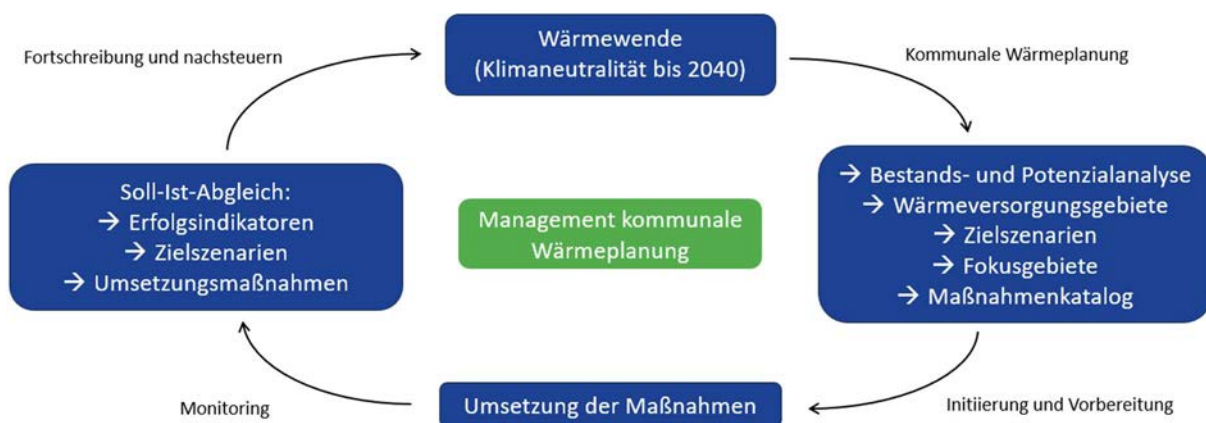 Wärmewende
(Klimaneutralität bis 2040)
Fortschreibung und nachsteuern
Kommunale Wärmeplanung
Soll-Ist-Abgleich:
→ Erfolgsindikatoren
→ Zielszenarien
→ Umsetzungsmaßnahmen
Management kommunale
Wärmeplanung
→ Bestands- und Potenzialanalyse
→ Wärmeversorgungsgebiete
→ Zielszenarien
→ Fokusgebiete
→ Maßnahmenkatalog
Monitoring
Umsetzung der Maßnahmen
Initiierung und Vorbereitung